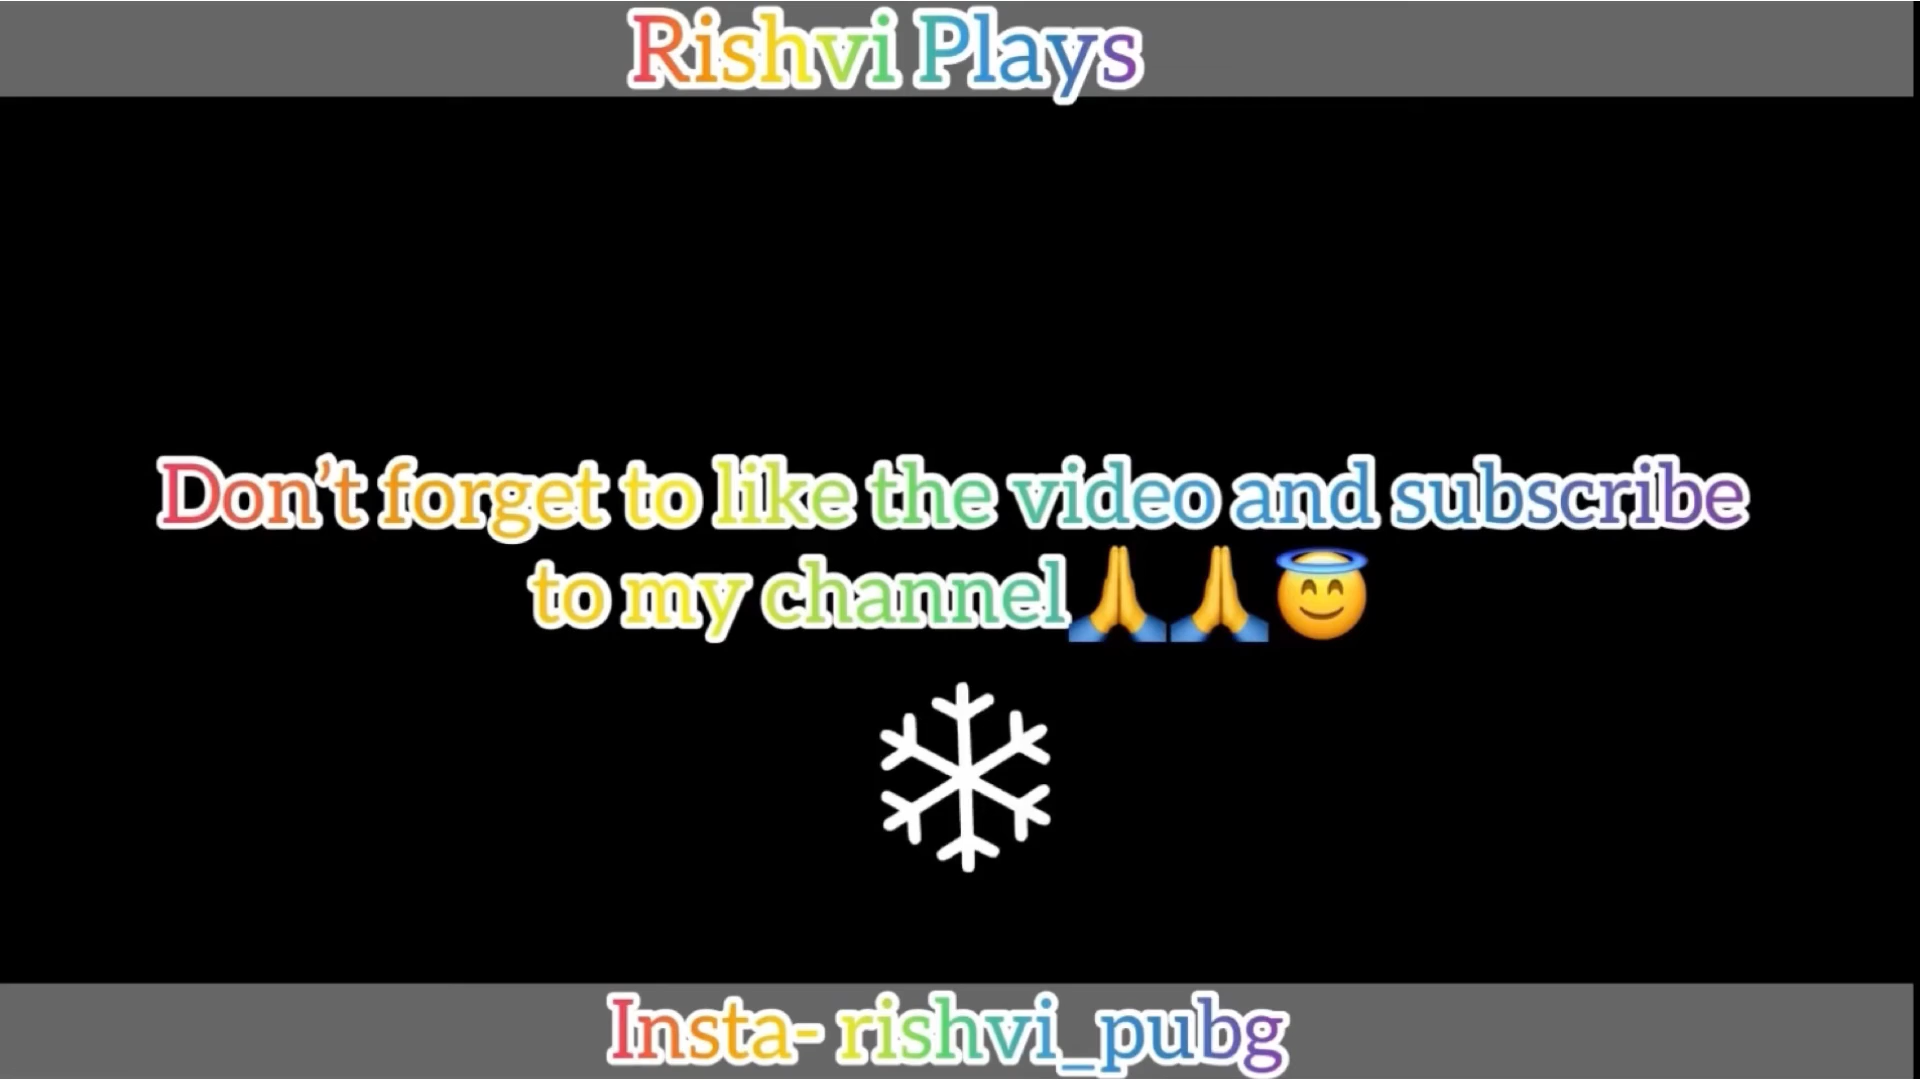 Rishvi Plays
Don't forget to like the video and subscribe
to my channel🙏🙏😇
Insta- rishvi_pubg